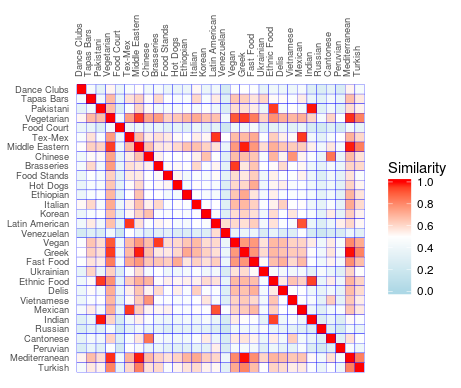 Dance Clubs
Tapas Bars
Pakistani
Vegetarian
Food Court
Tex-Mex
Middle Eastern
Chinese
Brasseries
Food Stands
Hot Dogs
Ethiopian
Italian
Korean
Latin American
Venezuelan
Vegan
Greek
Fast Food
Ukrainian
Ethnic Food
Delis
Vietnamese
Mexican
Indian
Russian
Cantonese
Peruvian
Mediterranean
Turkish
Dance Clubs
Tapas Bars
Pakistani
Vegetarian
Food Court
Tex-Mex
Middle Eastern
Chinese
Brasseries
Food Stands
Hot Dogs
Ethiopian
Italian
Korean
Latin American
Venezuelan
Vegan
Greek
Fast Food
Ukrainian
Ethnic Food
Delis
Vietnamese
Mexican
Indian
Russian
Cantonese
Peruvian
Mediterranean
Turkish
Similarity
1.0
0.8
0.6
0.4
0.2
0.0